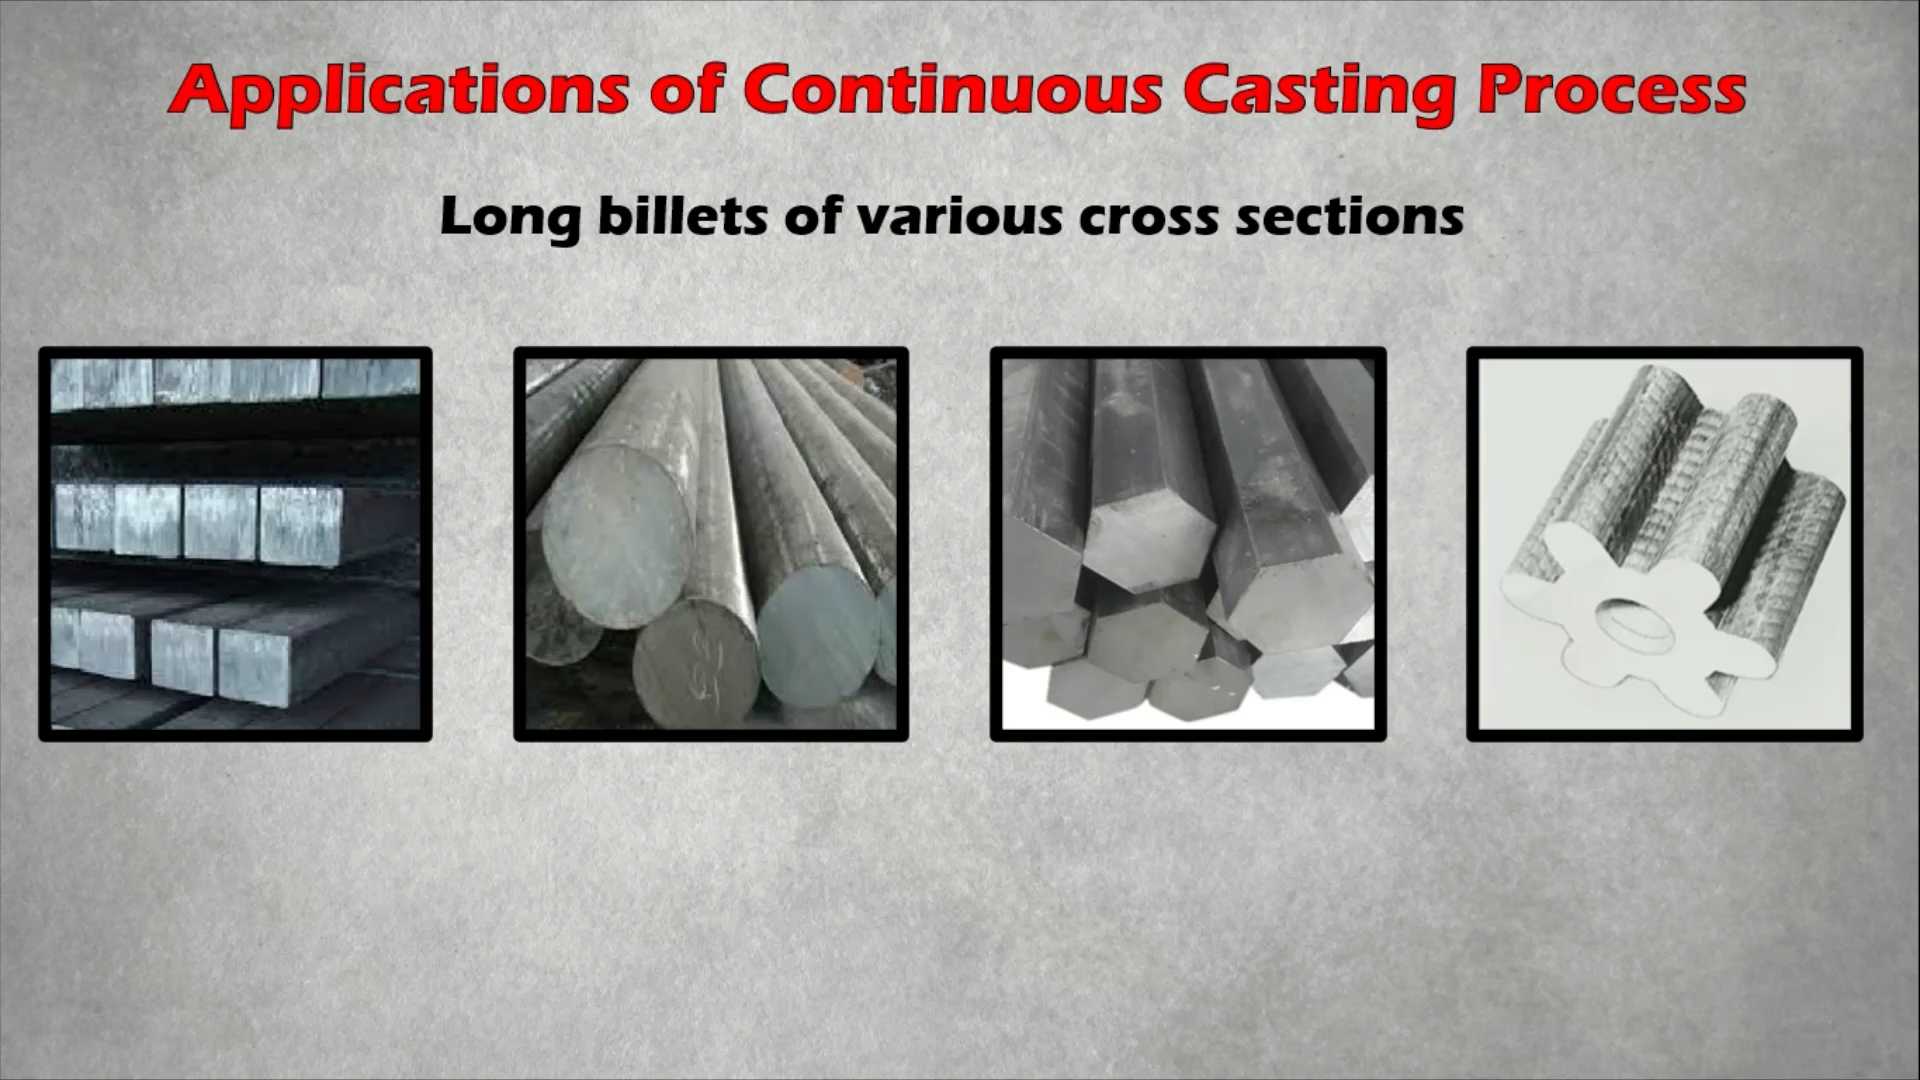 Applications of Continuous Casting Process
Long billets of various cross sections